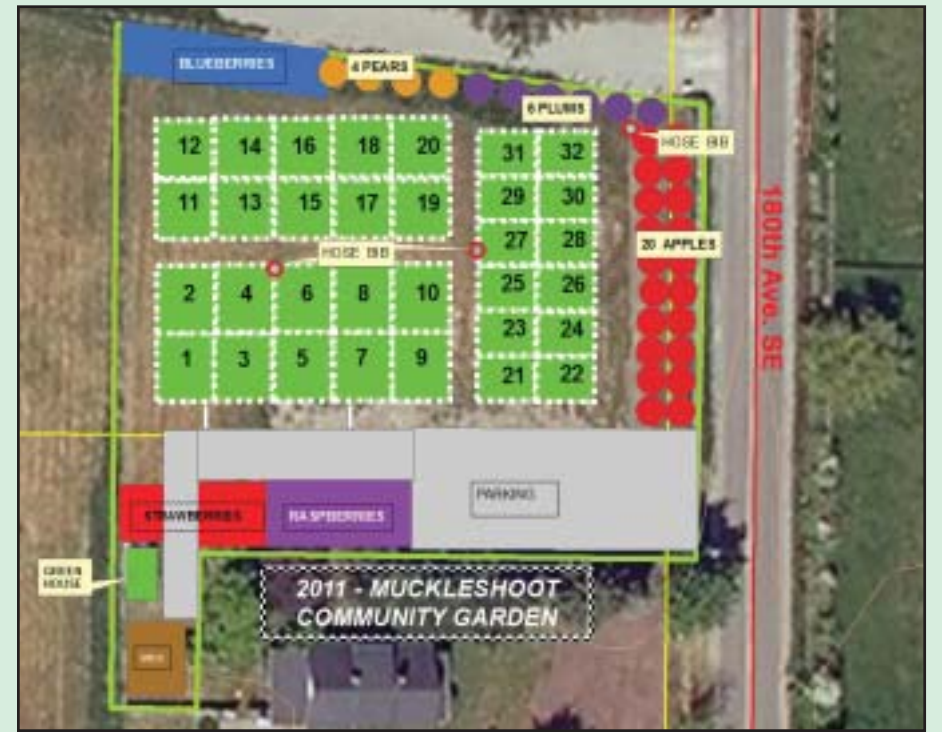 BLUEBERRIES
4 PEARS
6 PLUMS
HOSE BIB
12 14 16 18 20
11 13 15 17 19
31 32
29 30
27 28
25 26
23 24
21 22
HOSE BIB
20 APPLES
180th Ave. SE
2 4 6 8 10
1 3 5 7 9
STRAWBERRIES
RASPBERRIES
PARKING
GREEN
HOUSE
2011 - MUCKLESHOOT
COMMUNITY GARDEN